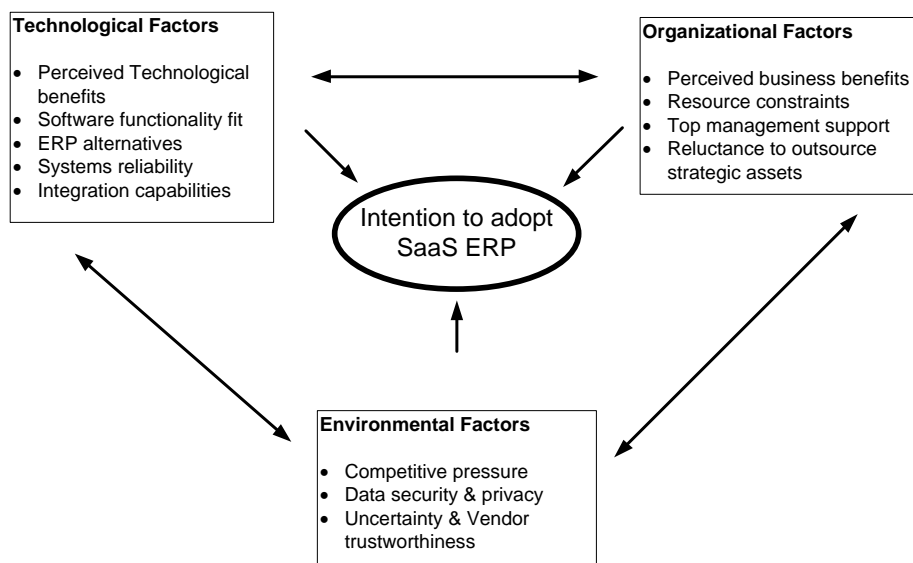 Technological Factors
• Perceived Technological
benefits
• Software functionality fit
• ERP alternatives
• Systems reliability
• Integration capabilities
Organizational Factors
• Perceived business benefits
• Resource constraints
• Top management support
• Reluctance to outsource
strategic assets
Intention to adopt
SaaS ERP
Environmental Factors
• Competitive pressure
• Data security & privacy
• Uncertainty & Vendor
trustworthiness